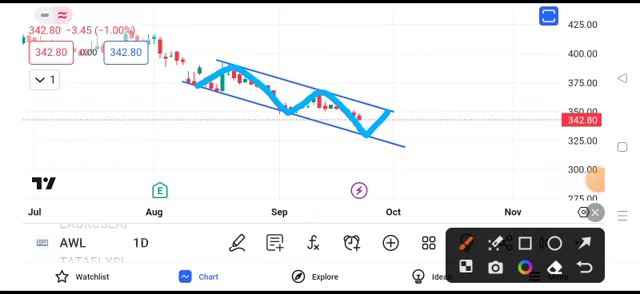 425.00
342.80 −3.45 (−1.00%)
400.00
342.80
0.00
342.80
375.00
1
350.00
342.80
325.00
300.00
275.00
E
Jul
Aug
Sep
Oct
Nov
AWL
1D
TATAFLYSI
Watchlist
Chart
Explore
Ideas
Menu